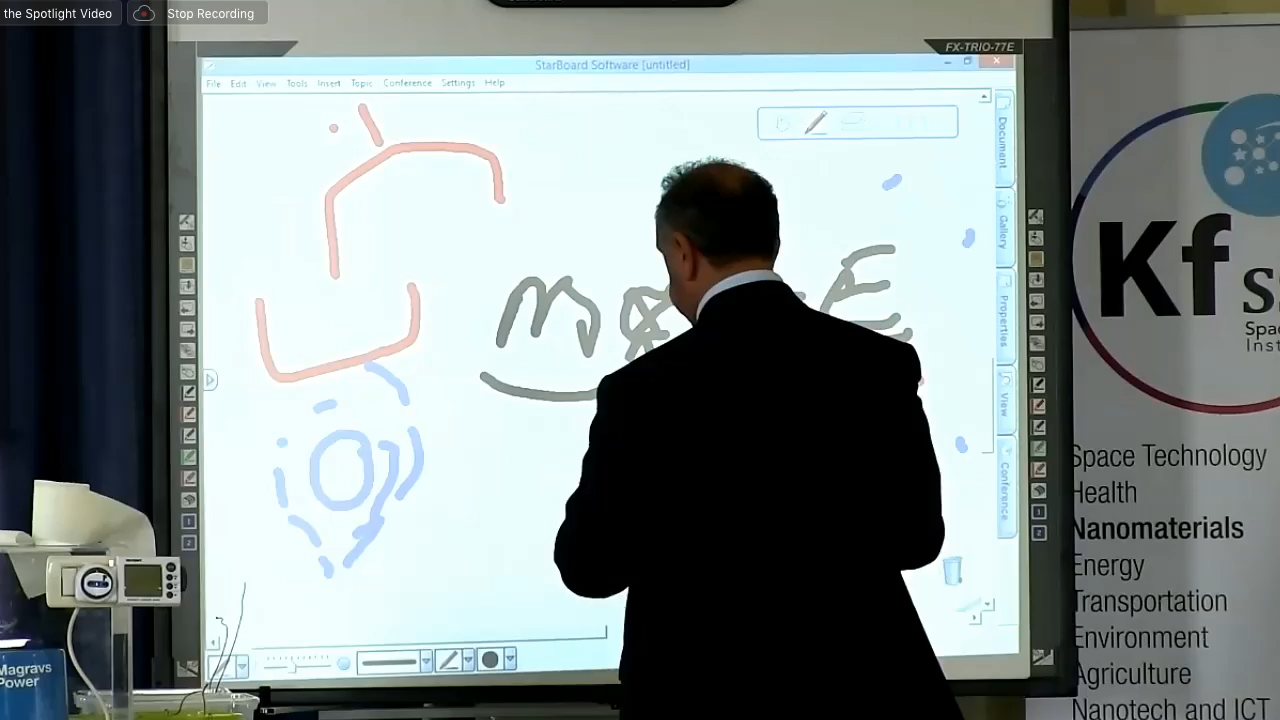 the Spotlight Video
Stop Recording
FX-TRIO-77E
StarBoard Software [untitled]
File Edit View Tools Insert Topic Conference Settings Help
Document
Gallery
Properties
View
Conference
Kf
Space Technology
Health
Nanomaterials
Energy
Transportation
Environment
Agriculture
Nanotech and ICT
Magravs
Power